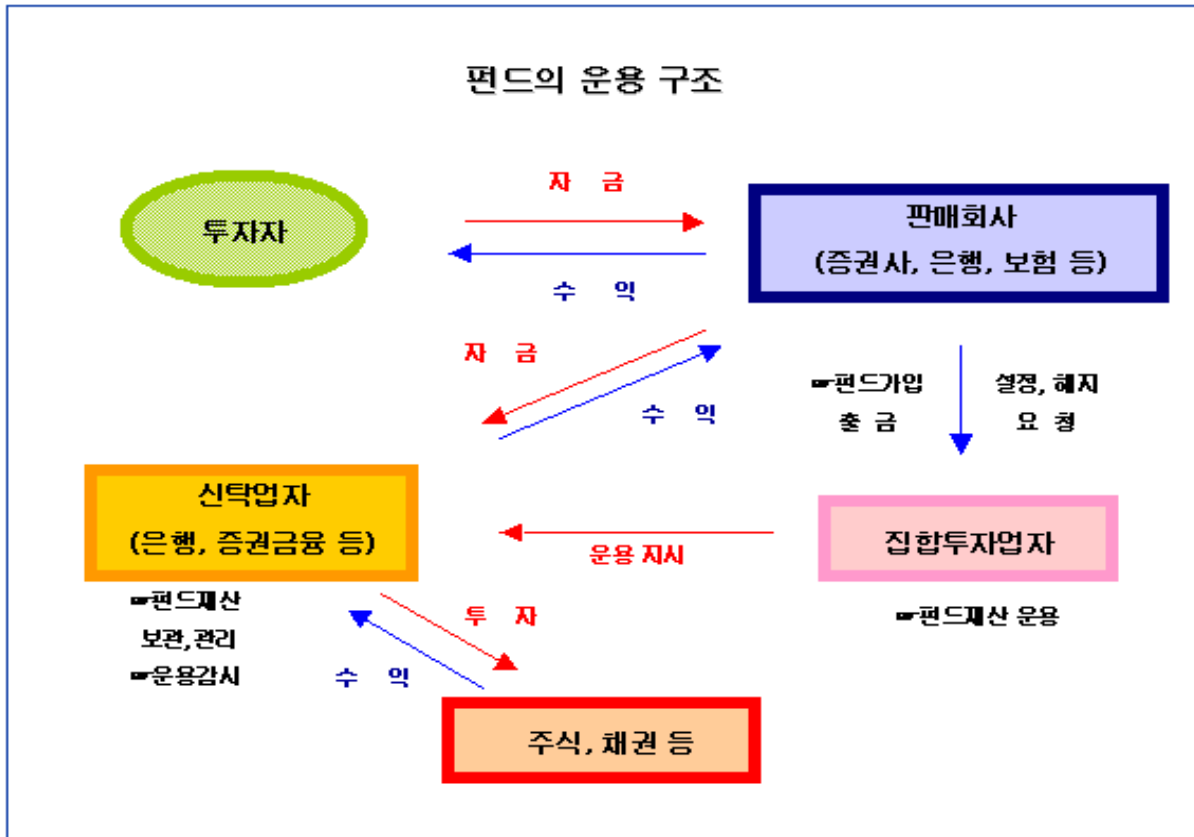 펀드의 운용 구조
자 금
투자자
판매회사
(증권사, 은행, 보험 등)
수 익
자 금
수 익
☞펀드가입
출 금
설정, 해지
요 청
신탁업자
(은행, 증권금융 등)
운용 지시
집합투자업자
☞펀드재산
보관,관리
☞운용감시
투 자
수 익
☞펀드재산 운용
주식, 채권 등